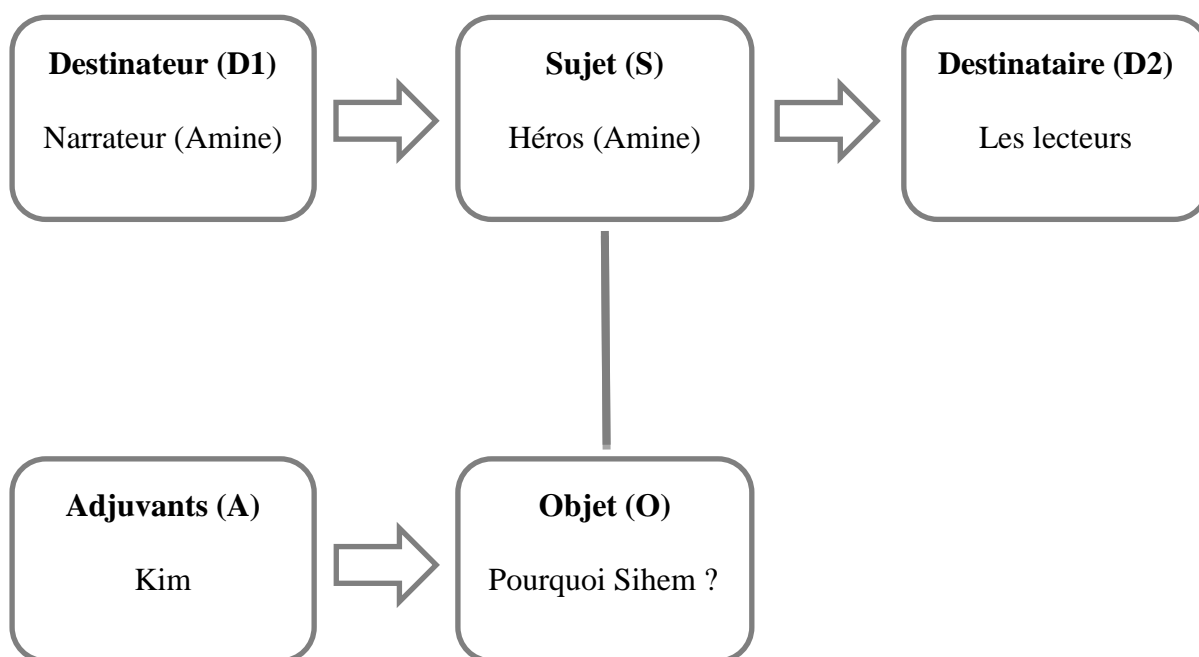 Destinateur (D1)
Narrateur (Amine)
Sujet (S)
Héros (Amine)
Destinataire (D2)
Les lecteurs
Adjuvants (A)
Kim
Objet (O)
Pourquoi Sihem ?